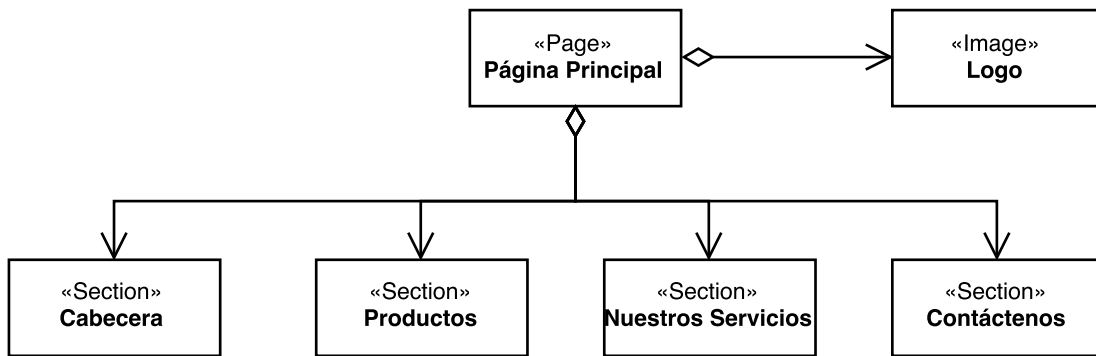 «Page»
Página Principal
«Image»
Logo
«Section»
Cabecera
«Section»
Productos
«Section»
Nuestros Servicios
«Section»
Contáctenos